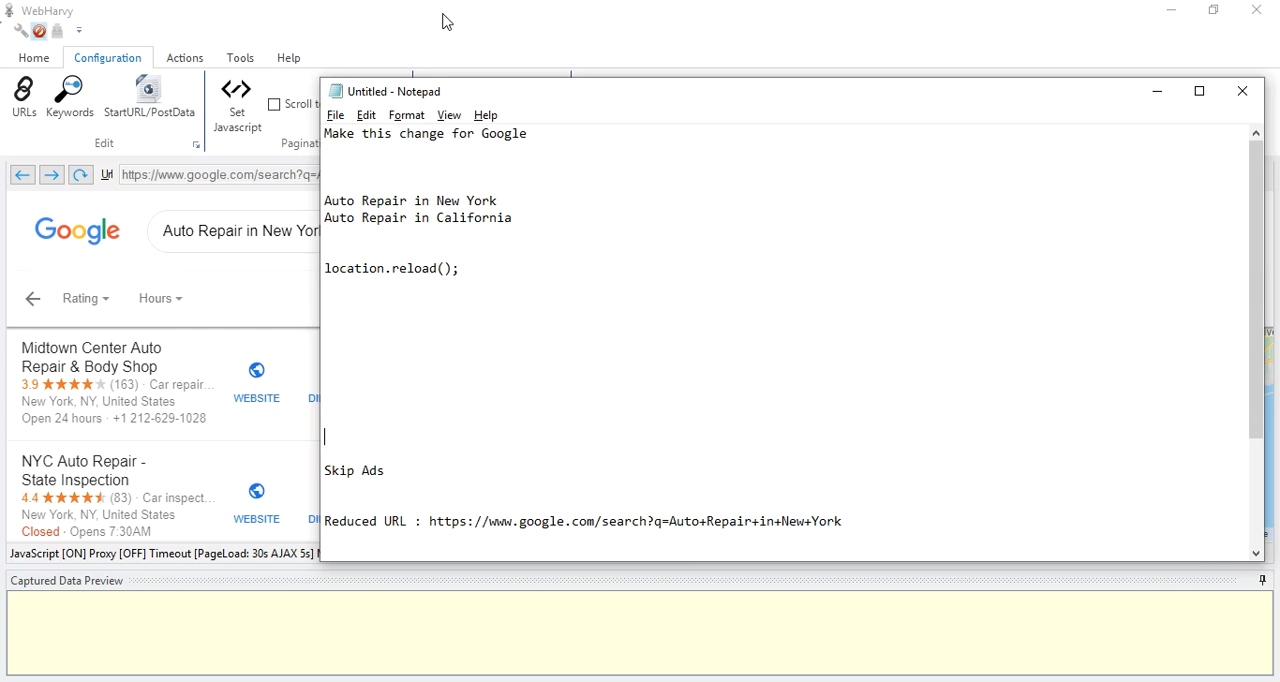 WebHarvy
Home Configuration Actions Tools Help
URLs Keywords StartURL/PostData
Set
Javascript
Scroll
Edit
Paginat
Url https://www.google.com/search?q=
Google
Auto Repair in New Yor
Rating Hours
Midtown Center Auto
Repair & Body Shop
3.9 (163) · Car repair...
New York, NY, United States
Open 24 hours · +1 212-629-1028
WEBSITE
NYC Auto Repair -
State Inspection
4.4 (83) · Car inspect...
New York, NY, United States
Closed · Opens 7:30AM
WEBSITE
JavaScript [ON] Proxy [OFF] Timeout [PageLoad: 30s AJAX 5s]
Captured Data Preview
Untitled - Notepad
File Edit Format View Help
Make this change for Google
Auto Repair in New York
Auto Repair in California
location.reload();
Skip Ads
Reduced URL : https://www.google.com/search?q=Auto+Repair+in+New+York